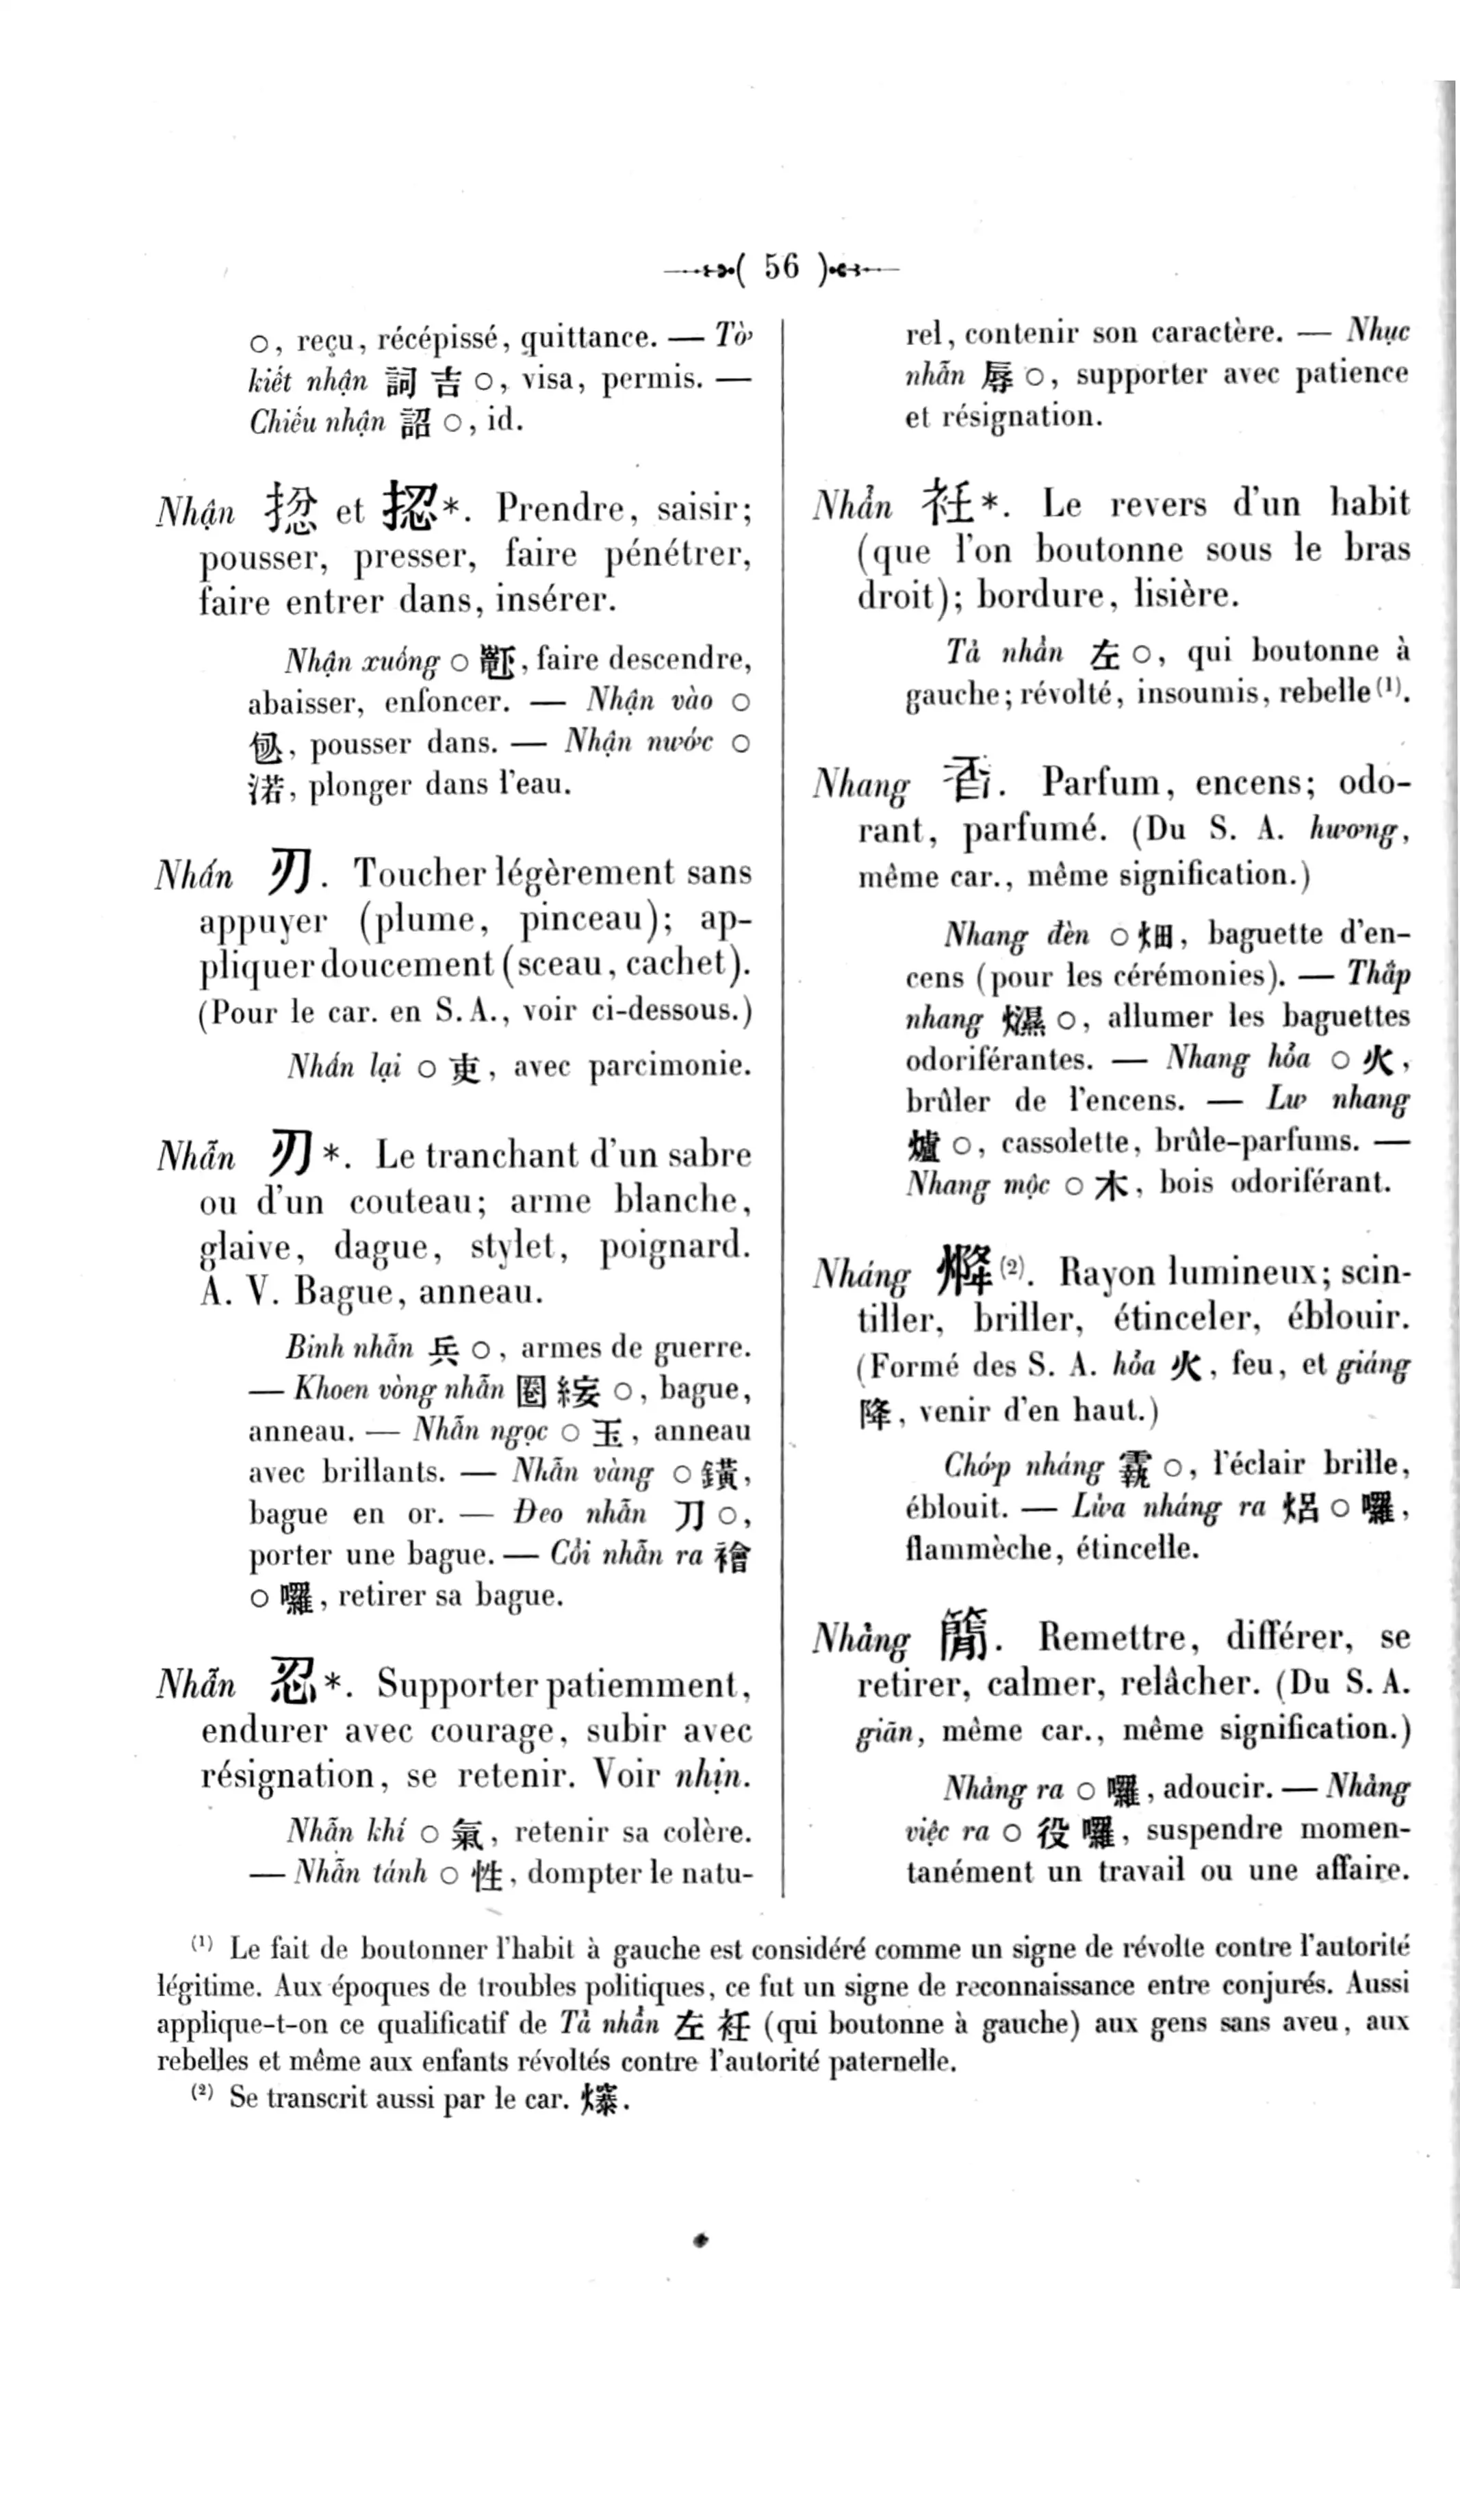 ( 56 )
○, reçu, récépissé, quittance. — Tờ
kiết nhận 詞吉○, visa, permis. —
Chiếu nhận 詔○, id.
Nhận et 㧾*. Prendre, saisir;
pousser, presser, faire pénétrer,
faire entrer dans, insérer.
Nhận xuống ○, faire descendre,
abaisser, enfoncer. — Nhận vào ○
, pousser dans. — Nhận nước ○
渃, plonger dans l'eau.
Nhấn 刃. Toucher légèrement sans
appuyer (plume, pinceau); ap-
pliquer doucement (sceau, cachet).
(Pour le car. en S. A., voir ci-dessous.)
Nhấn lại ○吏, avec parcimonie.
Nhẫn 刃*. Le tranchant d'un sabre
ou d'un couteau; arme blanche,
glaive, dague, stylet, poignard.
A. V. Bague, anneau.
Binh nhẫn 兵○, armes de guerre.
— Khoen vòng nhẫn 圈○, bague,
anneau. — Nhẫn ngọc ○玉, anneau
avec brillants. — Nhẫn vàng ○鐄,
bague en or. — Đeo nhẫn 刀○,
porter une bague. — Cởi nhẫn ra 襘
○囉, retirer sa bague.
Nhẫn 忍*. Supporter patiemment,
endurer avec courage, subir avec
résignation, se retenir. Voir nhịn.
Nhẫn khí ○氣, retenir sa colère.
— Nhẫn tánh ○性, dompter le natu-
rel, contenir son caractère. — Nhục
nhẫn 辱○, supporter avec patience
et résignation.
Nhẩn 衽*. Le revers d'un habit
(que l'on boutonne sous le bras
droit); bordure, lisière.
Tả nhẩn 左○, qui boutonne à
gauche; révolté, insoumis, rebelle (1).
Nhang 香. Parfum, encens; odo-
rant, parfumé. (Du S. A. hương,
même car., même signification.)
Nhang đèn ○畑, baguette d'en-
cens (pour les cérémonies). — Thắp
nhang ○, allumer les baguettes
odoriférantes. — Nhang hỏa ○火,
brûler de l'encens. — Lư nhang
爐○, cassolette, brûle-parfums. —
Nhang mộc ○木, bois odoriférant.
Nháng (2). Rayon lumineux; scin-
tiller, briller, étinceler, éblouir.
(Formé des S. A. hỏa 火, feu, et giáng
降, venir d'en haut.)
Chớp nháng ○, l'éclair brille,
éblouit. — Lửa nháng ra 焒○囉,
flammèche, étincelle.
Nhảng 簡. Remettre, différer, se
retirer, calmer, relâcher. (Du S. A.
giãn, même car., même signification.)
Nhảng ra ○囉, adoucir. — Nhảng
việc ra ○役囉, suspendre momen-
tanément un travail ou une affaire.
(1) Le fait de boutonner l'habit à gauche est considéré comme un signe de révolte contre l'autorité
légitime. Aux époques de troubles politiques, ce fut un signe de reconnaissance entre conjurés. Aussi
applique-t-on ce qualificatif de Tả nhẩn 左衽 (qui boutonne à gauche) aux gens sans aveu, aux
rebelles et même aux enfants révoltés contre l'autorité paternelle.
(2) Se transcrit aussi par le car.